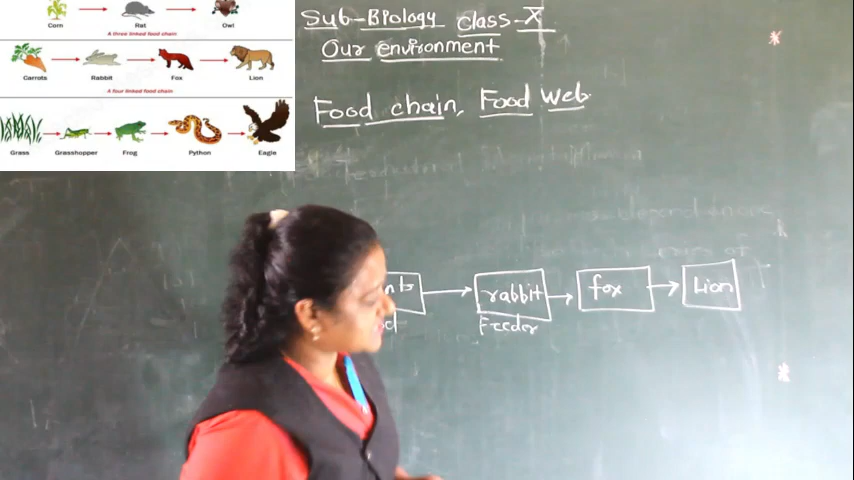 Corn Rat Owl
A three linked food chain
Carrots Rabbit Fox Lion
A four linked food chain
Grass Grasshopper Frog Python Eagle
Sub-Biology class-X
Our environment
Food chain, Food Web
rabbit fox Lion
Feeder